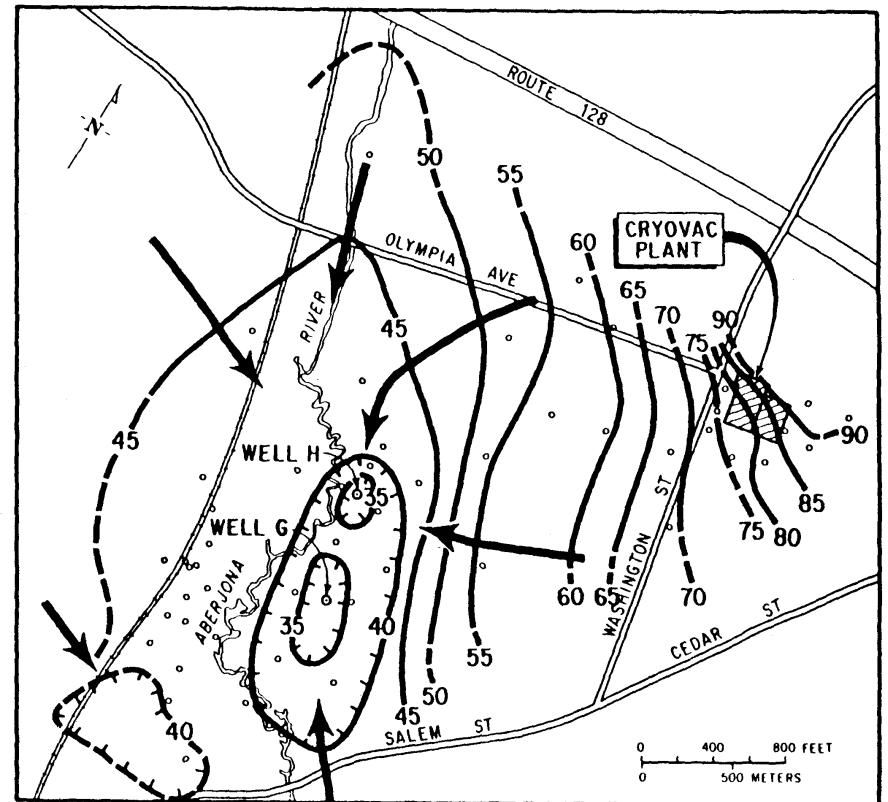 ROUTE 128
50
55
N
CRYOVAC
PLANT
60
OLYMPIA AVE
65
RIVER
45
70
90
75
45
90
WELL H
35
85
WELL G
75
80
WASHINGTON ST
ABERJONA
35
40
60
65
70
55
CEDAR ST
50
45
40
SALEM ST
0 400 800 FEET
0 500 METERS